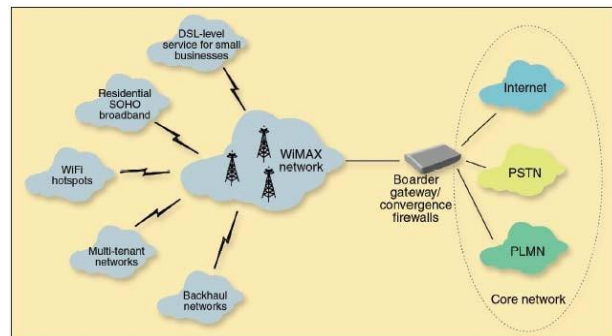 DSL-level
service for small
businesses
Residential
SOHO
broadband
WiFi
hotspots
Multi-tenant
networks
Backhaul
networks
WiMAX
network
Boarder
gateway/
convergence
firewalls
Internet
PSTN
PLMN
Core network